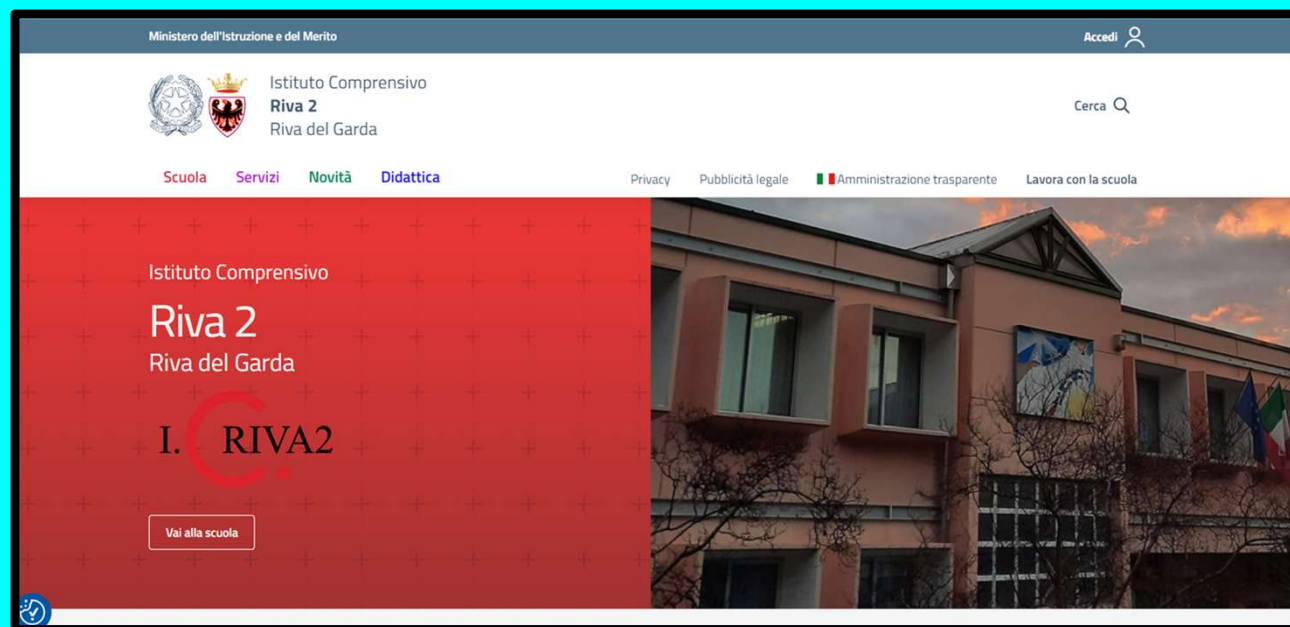 Ministero dell'Istruzione e del Merito
Accedi
Istituto Comprensivo
Riva 2
Riva del Garda
Cerca
Scuola Servizi Novità Didattica
Privacy Pubblicità legale Amministrazione trasparente Lavora con la scuola
Istituto Comprensivo
Riva 2
Riva del Garda
I. C. RIVA2
Vai alla scuola